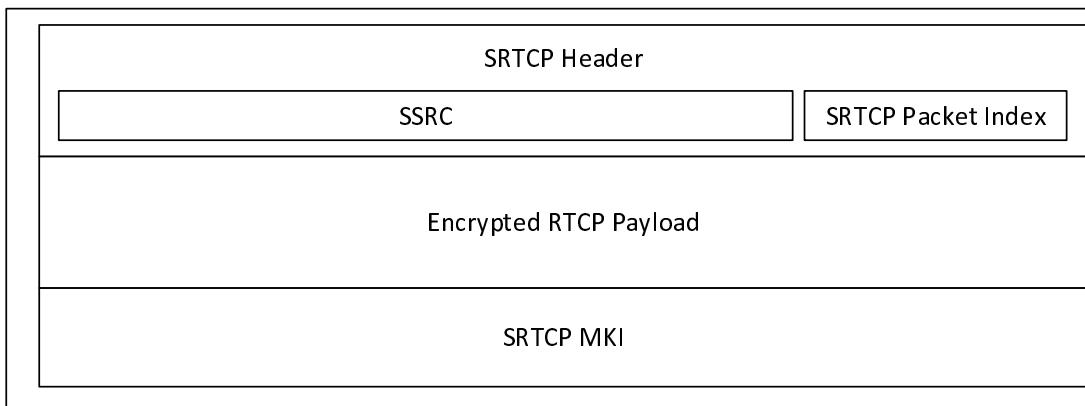 SRTCP Header
SSRC
SRTCP Packet Index
Encrypted RTCP Payload
SRTCP MKI